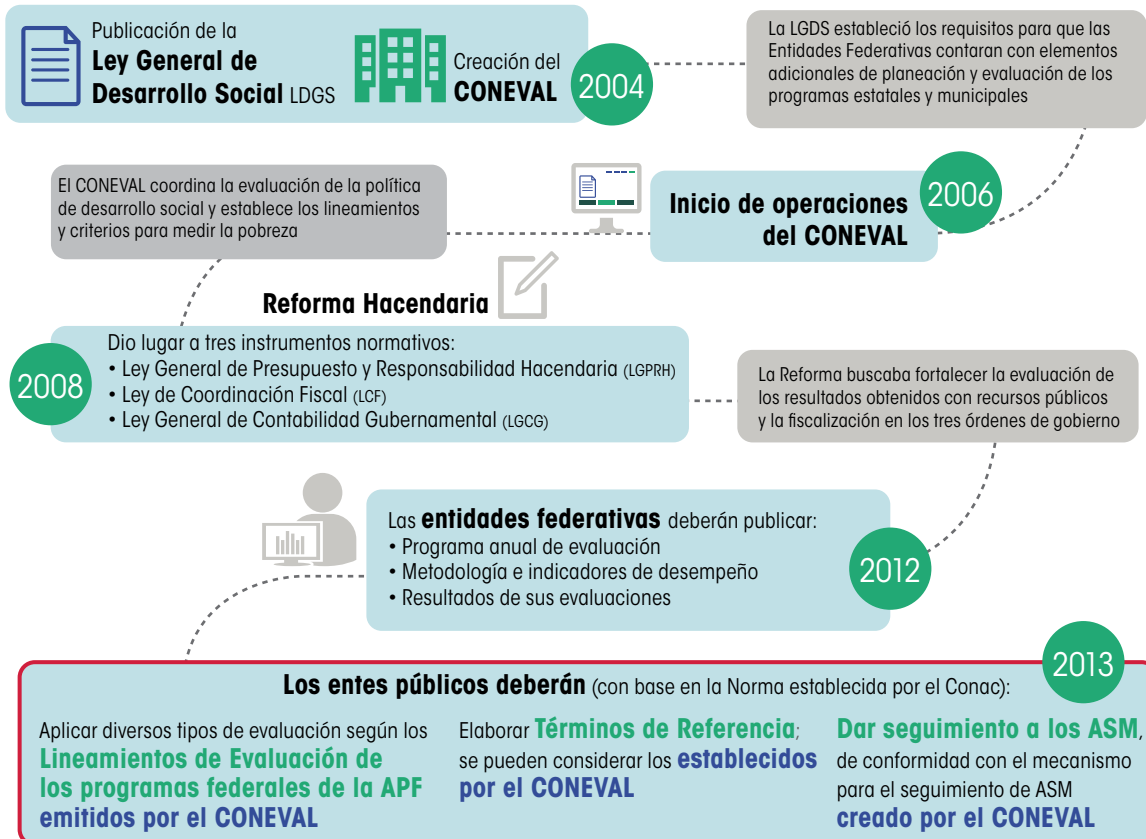 Publicación de la
Ley General de
Desarrollo Social LDGS
Creación del
CONEVAL
2004
La LGDS estableció los requisitos para que las
Entidades Federativas contaran con elementos
adicionales de planeación y evaluación de los
programas estatales y municipales
El CONEVAL coordina la evaluación de la política
de desarrollo social y establece los lineamientos
y criterios para medir la pobreza
Inicio de operaciones
del CONEVAL
2006
Reforma Hacendaria
2008
Dio lugar a tres instrumentos normativos:
• Ley General de Presupuesto y Responsabilidad Hacendaria (LGPRH)
• Ley de Coordinación Fiscal (LCF)
• Ley General de Contabilidad Gubernamental (LGCG)
La Reforma buscaba fortalecer la evaluación de
los resultados obtenidos con recursos públicos
y la fiscalización en los tres órdenes de gobierno
Las entidades federativas deberán publicar:
• Programa anual de evaluación
• Metodología e indicadores de desempeño
• Resultados de sus evaluaciones
2012
2013
Los entes públicos deberán (con base en la Norma establecida por el Conac):
Aplicar diversos tipos de evaluación según los
Lineamientos de Evaluación de
los programas federales de la APF
emitidos por el CONEVAL
Elaborar Términos de Referencia;
se pueden considerar los establecidos
por el CONEVAL
Dar seguimiento a los ASM,
de conformidad con el mecanismo
para el seguimiento de ASM
creado por el CONEVAL